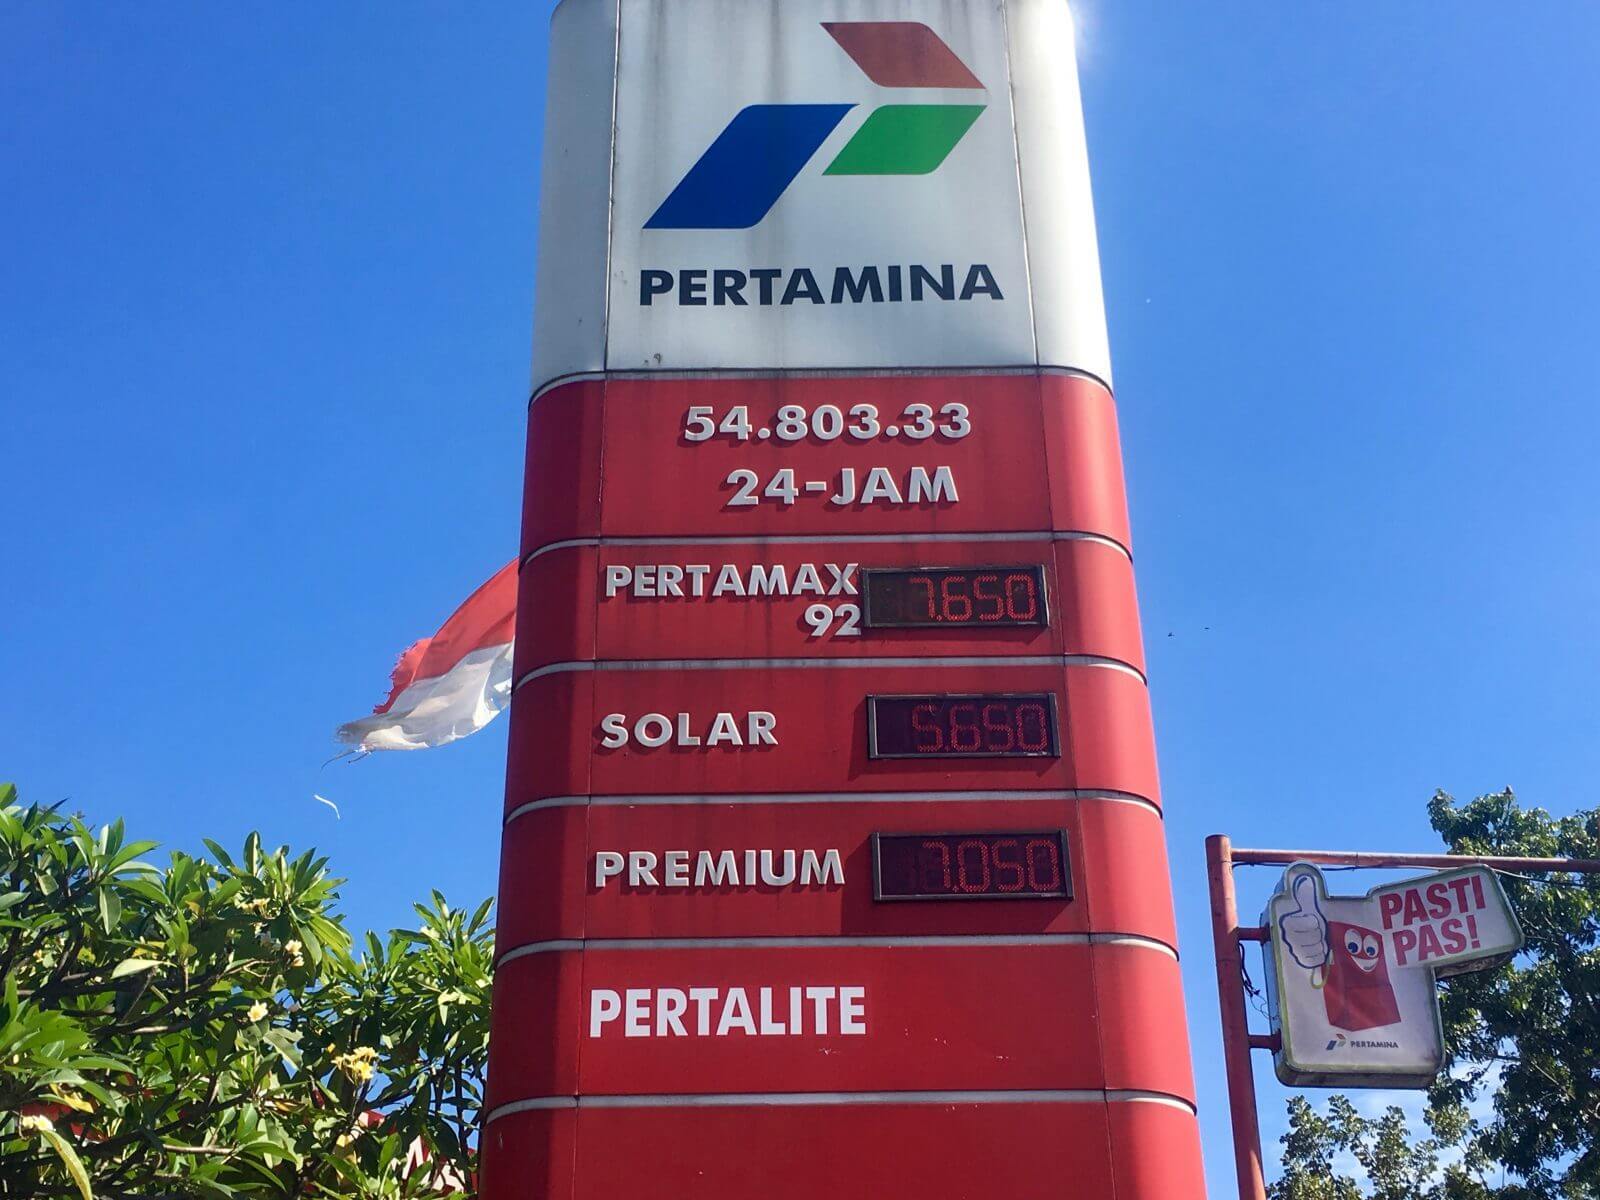 PERTAMINA
54.803.33
24-JAM
PERTAMAX 7.650
92
SOLAR 5.650
PREMIUM 7.050
PERTALITE
PASTI
PAS!
PERTAMINA